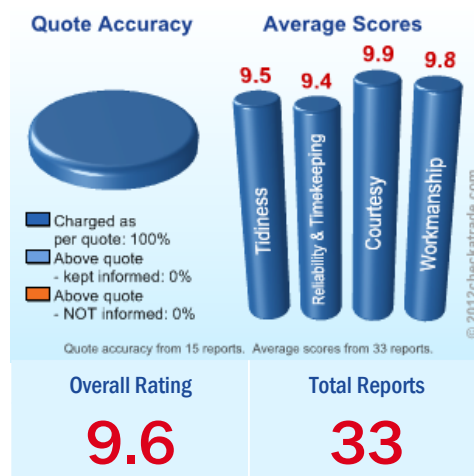 Quote Accuracy
Average Scores
9.5
9.4
9.9
9.8
Tidiness
Reliability & Timekeeping
Courtesy
Workmanship
Charged as
per quote: 100%
Above quote
- kept informed: 0%
Above quote
- NOT informed: 0%
© 2012checkatrade.com
Quote accuracy from 15 reports. Average scores from 33 reports.
Overall Rating
Total Reports
9.6
33